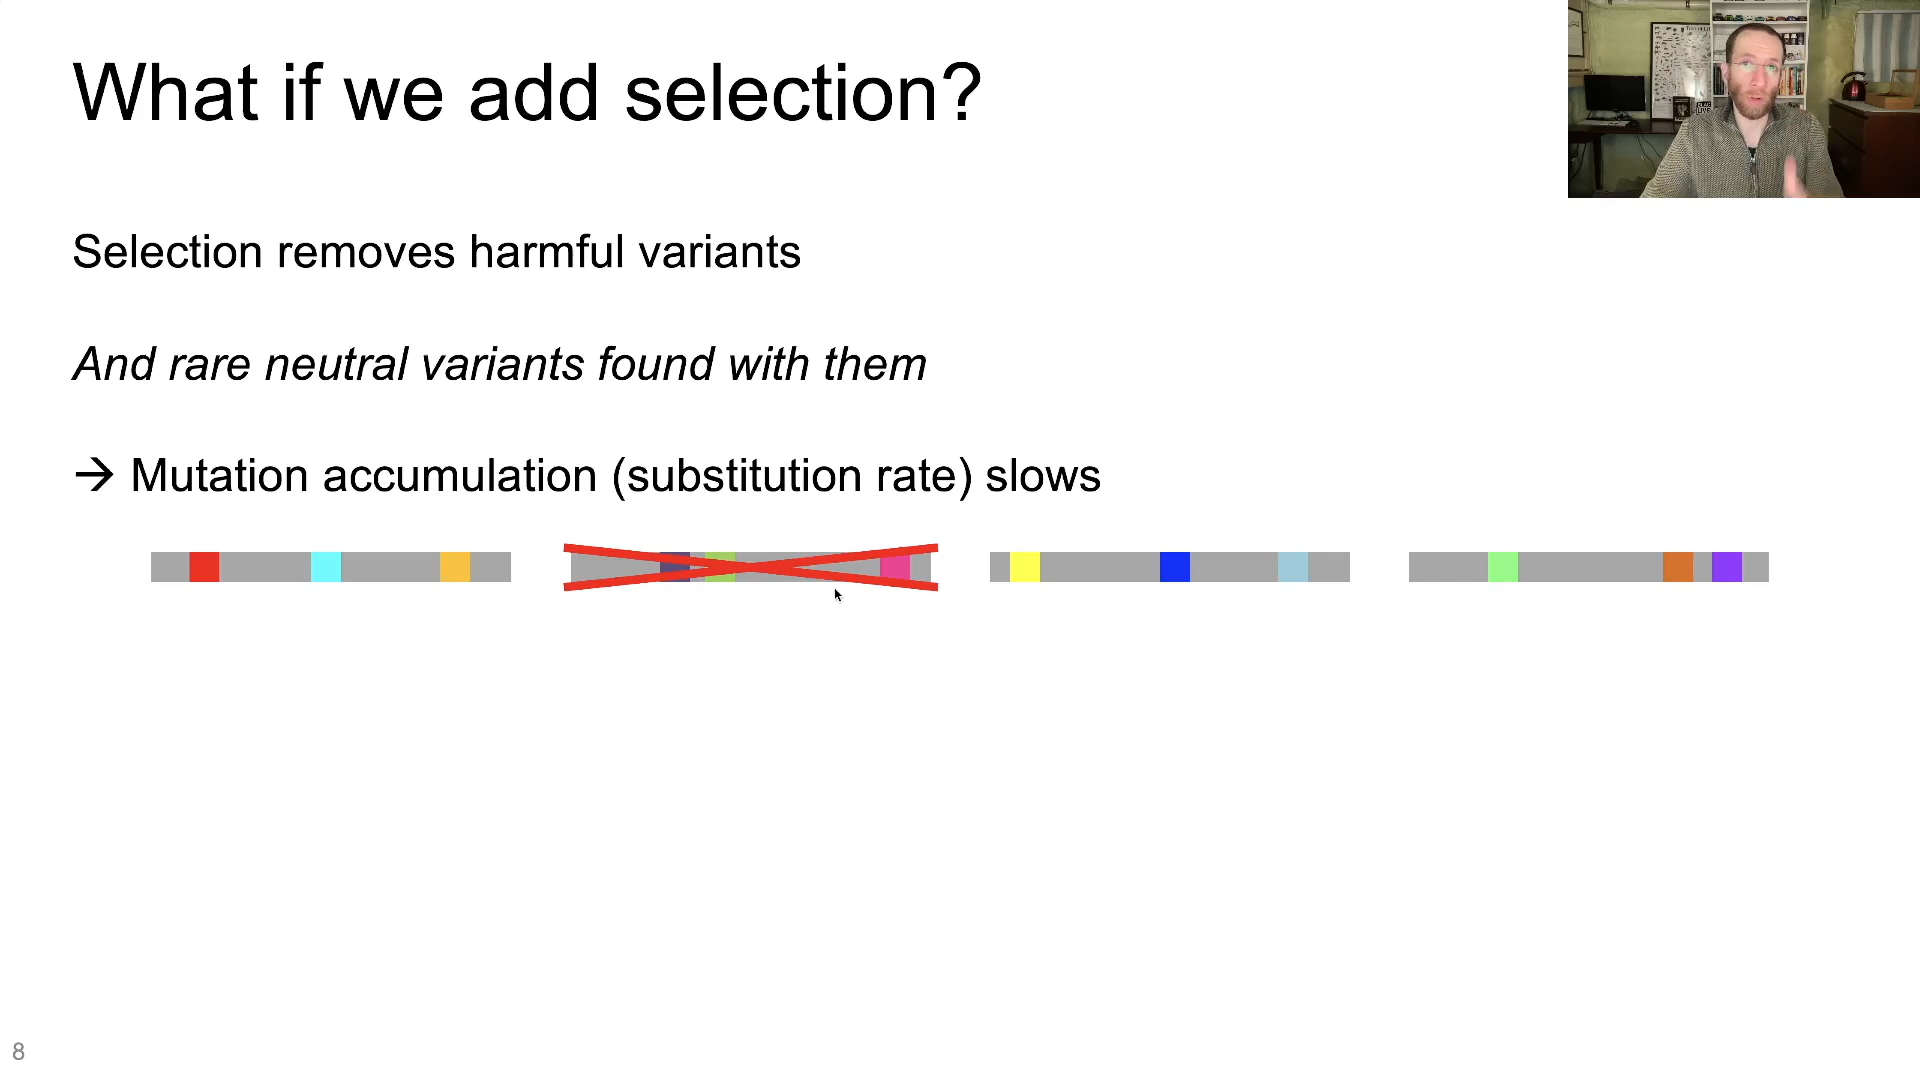 What if we add selection?
Selection removes harmful variants
And rare neutral variants found with them
→ Mutation accumulation (substitution rate) slows
8